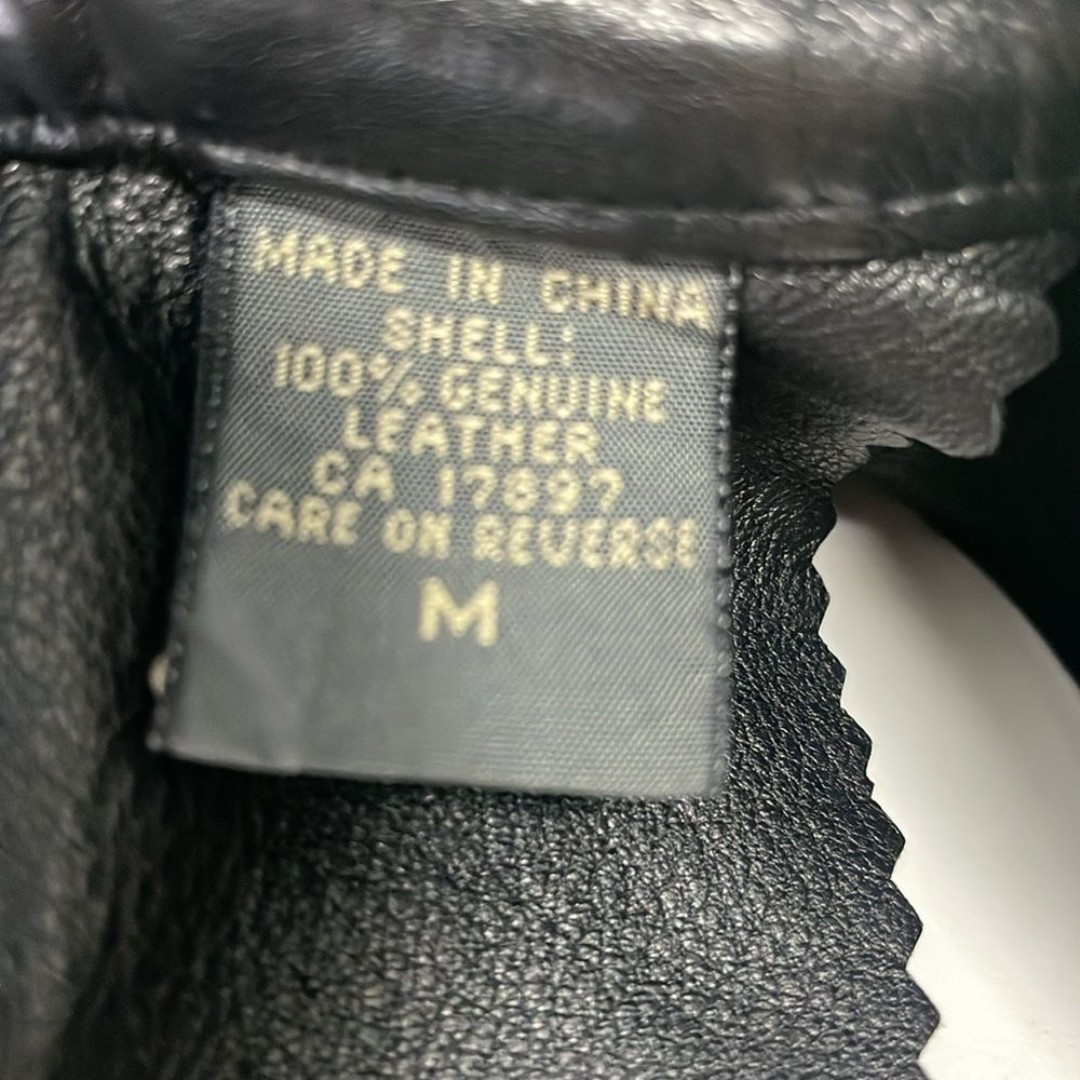 MADE IN CHINA
SHELL:
100% GENUINE
LEATHER
CA 17897
CARE ON REVERSE
M